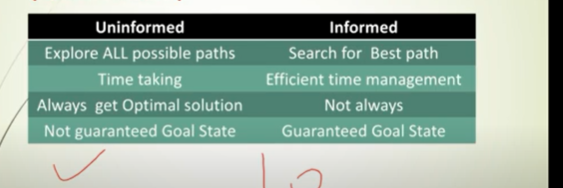 Uninformed Informed
Explore ALL possible paths Search for Best path
Time taking Efficient time management
Always get Optimal solution Not always
Not guaranteed Goal State Guaranteed Goal State